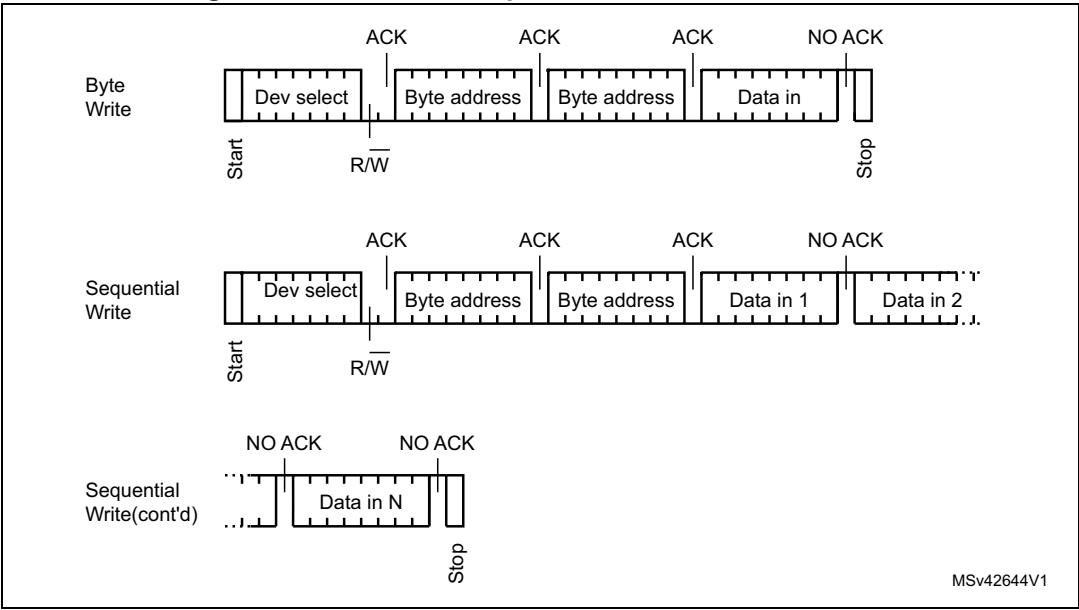 ACK ACK ACK NO ACK
Byte
Write
Dev select Byte address Byte address Data in
Start R/W Stop
ACK ACK ACK NO ACK
Sequential
Write
Dev select Byte address Byte address Data in 1 Data in 2
Start R/W
NO ACK NO ACK
Sequential
Write(cont'd)
Data in N
Stop
MSv42644V1